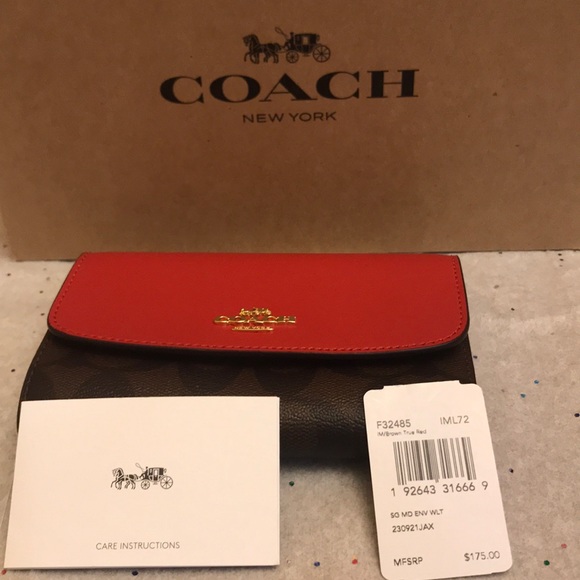 COACH
NEW YORK
COACH
NEW YORK
CARE INSTRUCTIONS
F32485 IML72
IM/Brown True Red
1 92643 31666 9
SG MD ENV WLT
230921JAX
MFSRP $175.00